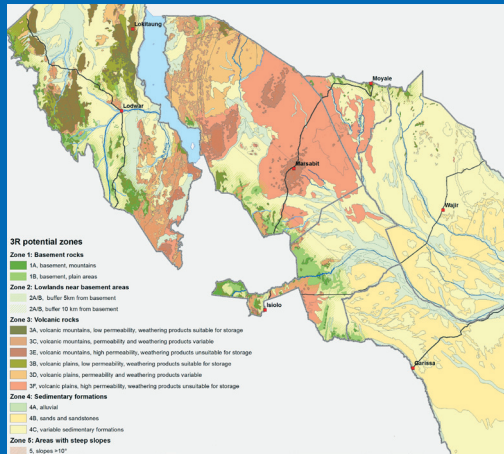 Lokitaung
Moyale
Lodwar
Marsabit
Wajir
Isiolo
Garissa
3R potential zones
Zone 1: Basement rocks
1A, basement, mountains
1B, basement, plain areas
Zone 2: Lowlands near basement areas
2A/B, buffer 5km from basement
2A/B, buffer 10 km from basement
Zone 3: Volcanic rocks
3A, volcanic mountains, low permeability, weathering products suitable for storage
3C, volcanic mountains, permeability and weathering products variable
3E, volcanic mountains, high permeability, weathering products unsuitable for storage
3B, volcanic plains, low permeability, weathering products suitable for storage
3D, volcanic plains, permeability and weathering products variable
3F, volcanic plains, high permeability, weathering products unsuitable for storage
Zone 4: Sedimentary formations
4A, alluvial
4B, sands and sandstones
4C, variable sedimentary formations
Zone 5: Areas with steep slopes
5, slopes >10°